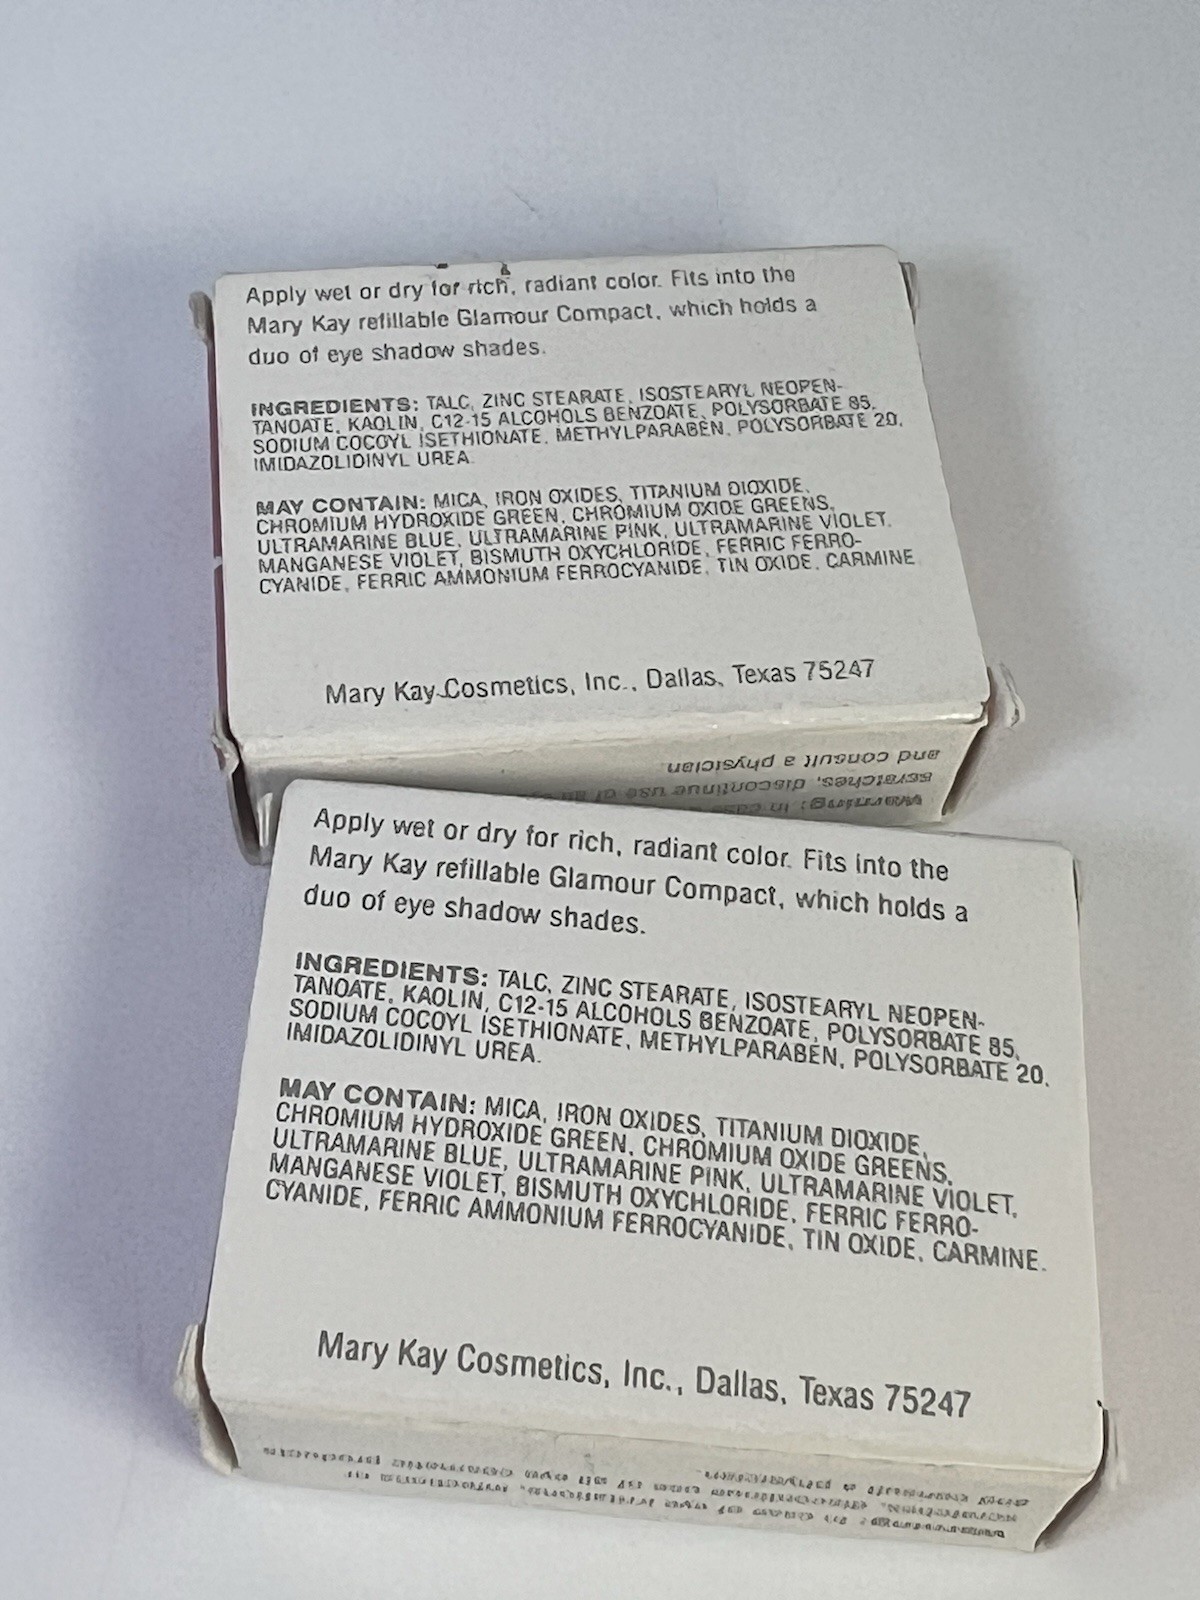 Apply wet or dry for rich, radiant color. Fits into the
Mary Kay refillable Glamour Compact, which holds a
duo of eye shadow shades.
INGREDIENTS: TALC, ZINC STEARATE, ISOSTEARYL NEOPEN-
TANOATE, KAOLIN, C12-15 ALCOHOLS BENZOATE, POLYSORBATE 85,
SODIUM COCOYL ISETHIONATE, METHYLPARABEN, POLYSORBATE 20,
IMIDAZOLIDINYL UREA.
MAY CONTAIN: MICA, IRON OXIDES, TITANIUM DIOXIDE,
CHROMIUM HYDROXIDE GREEN, CHROMIUM OXIDE GREENS,
ULTRAMARINE BLUE, ULTRAMARINE PINK, ULTRAMARINE VIOLET,
MANGANESE VIOLET, BISMUTH OXYCHLORIDE, FERRIC FERRO-
CYANIDE, FERRIC AMMONIUM FERROCYANIDE, TIN OXIDE, CARMINE
Mary Kay Cosmetics, Inc., Dallas, Texas 75247
Warning: In case
scratches, discontinue use
and consult a physician.
Apply wet or dry for rich, radiant color. Fits into the
Mary Kay refillable Glamour Compact, which holds a
duo of eye shadow shades.
INGREDIENTS: TALC, ZINC STEARATE, ISOSTEARYL NEOPEN-
TANOATE, KAOLIN, C12-15 ALCOHOLS BENZOATE, POLYSORBATE 85,
SODIUM COCOYL ISETHIONATE, METHYLPARABEN, POLYSORBATE 20,
IMIDAZOLIDINYL UREA.
MAY CONTAIN: MICA, IRON OXIDES, TITANIUM DIOXIDE,
CHROMIUM HYDROXIDE GREEN, CHROMIUM OXIDE GREENS,
ULTRAMARINE BLUE, ULTRAMARINE PINK, ULTRAMARINE VIOLET,
MANGANESE VIOLET, BISMUTH OXYCHLORIDE, FERRIC FERRO-
CYANIDE, FERRIC AMMONIUM FERROCYANIDE, TIN OXIDE, CARMINE.
Mary Kay Cosmetics, Inc., Dallas, Texas 75247